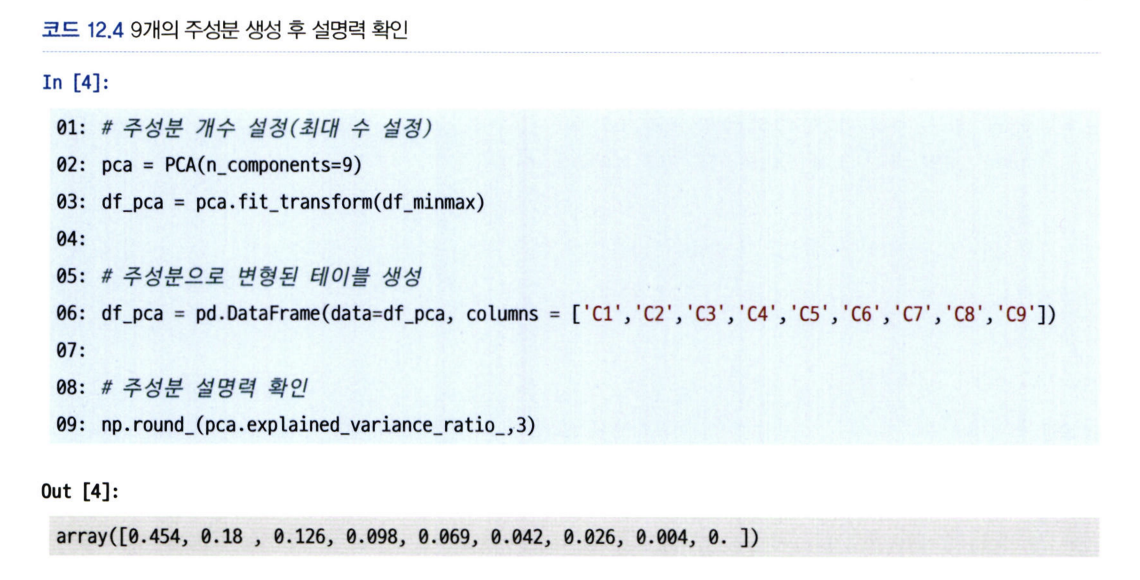 코드 12.4 9개의 주성분 생성 후 설명력 확인
In [4]:
01: # 주성분 개수 설정(최대 수 설정)
02: pca = PCA(n_components=9)
03: df_pca = pca.fit_transform(df_minmax)
04:
05: # 주성분으로 변형된 테이블 생성
06: df_pca = pd.DataFrame(data=df_pca, columns = ['C1','C2','C3','C4','C5','C6','C7','C8','C9'])
07:
08: # 주성분 설명력 확인
09: np.round_(pca.explained_variance_ratio_,3)
Out [4]:
array([0.454, 0.18 , 0.126, 0.098, 0.069, 0.042, 0.026, 0.004, 0. ])